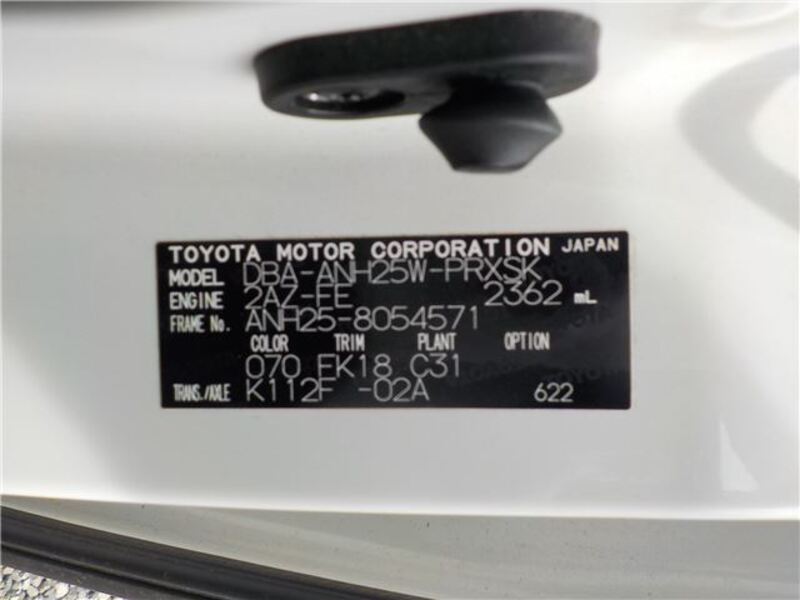 TOYOTA MOTOR CORPORATION JAPAN
MODEL DBA-ANH25W-PRXSK
ENGINE 2AZ-FE 2362 mL
FRAME No. ANH25-8054571
COLOR TRIM PLANT OPTION
070 FK18 C31
TRANS./AXLE K112F -02A 622